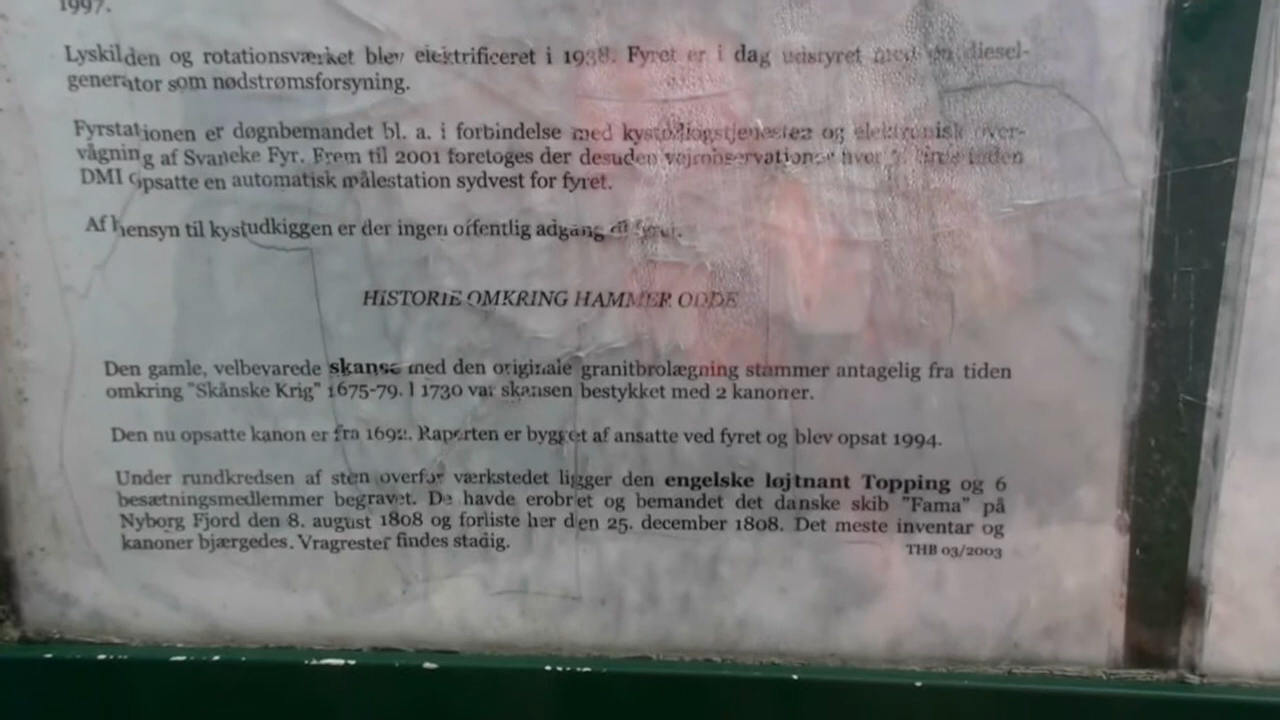 1997.
Lyskilden og rotationsværket blev elektrificeret i 1938. Fyret er i dag udstyret med en diesel-
generator som nødstrømsforsyning.
Fyrstationen er døgnbemandet bl. a. i forbindelse med og elektronisk over-
vågning af Svaneke Fyr. Frem til 2001 foretoges der desuden vejrobservationer hver inden
DMI opsatte en automatisk målestation sydvest for fyret.
Af hensyn til kystudkiggen er der ingen offentlig adgang til fyret.
HISTORIE OMKRING HAMMER ODDE
Den gamle, velbevarede skanse med den originale granitbrolægning stammer antagelig fra tiden
omkring "Skånske Krig" 1675-79. I 1730 var skansen bestykket med 2 kanoner.
Den nu opsatte kanon er fra 1692. Raperten er bygget af ansatte ved fyret og blev opsat 1994.
Under rundkredsen af sten overfor værkstedet ligger den engelske løjtnant Topping og 6
besætningsmedlemmer begravet. De havde erobret og bemandet det danske skib "Fama" på
Nyborg Fjord den 8. august 1808 og forliste her den 25. december 1808. Det meste inventar og
kanoner bjærgedes. Vragrester findes stadig.
THB 03/2003